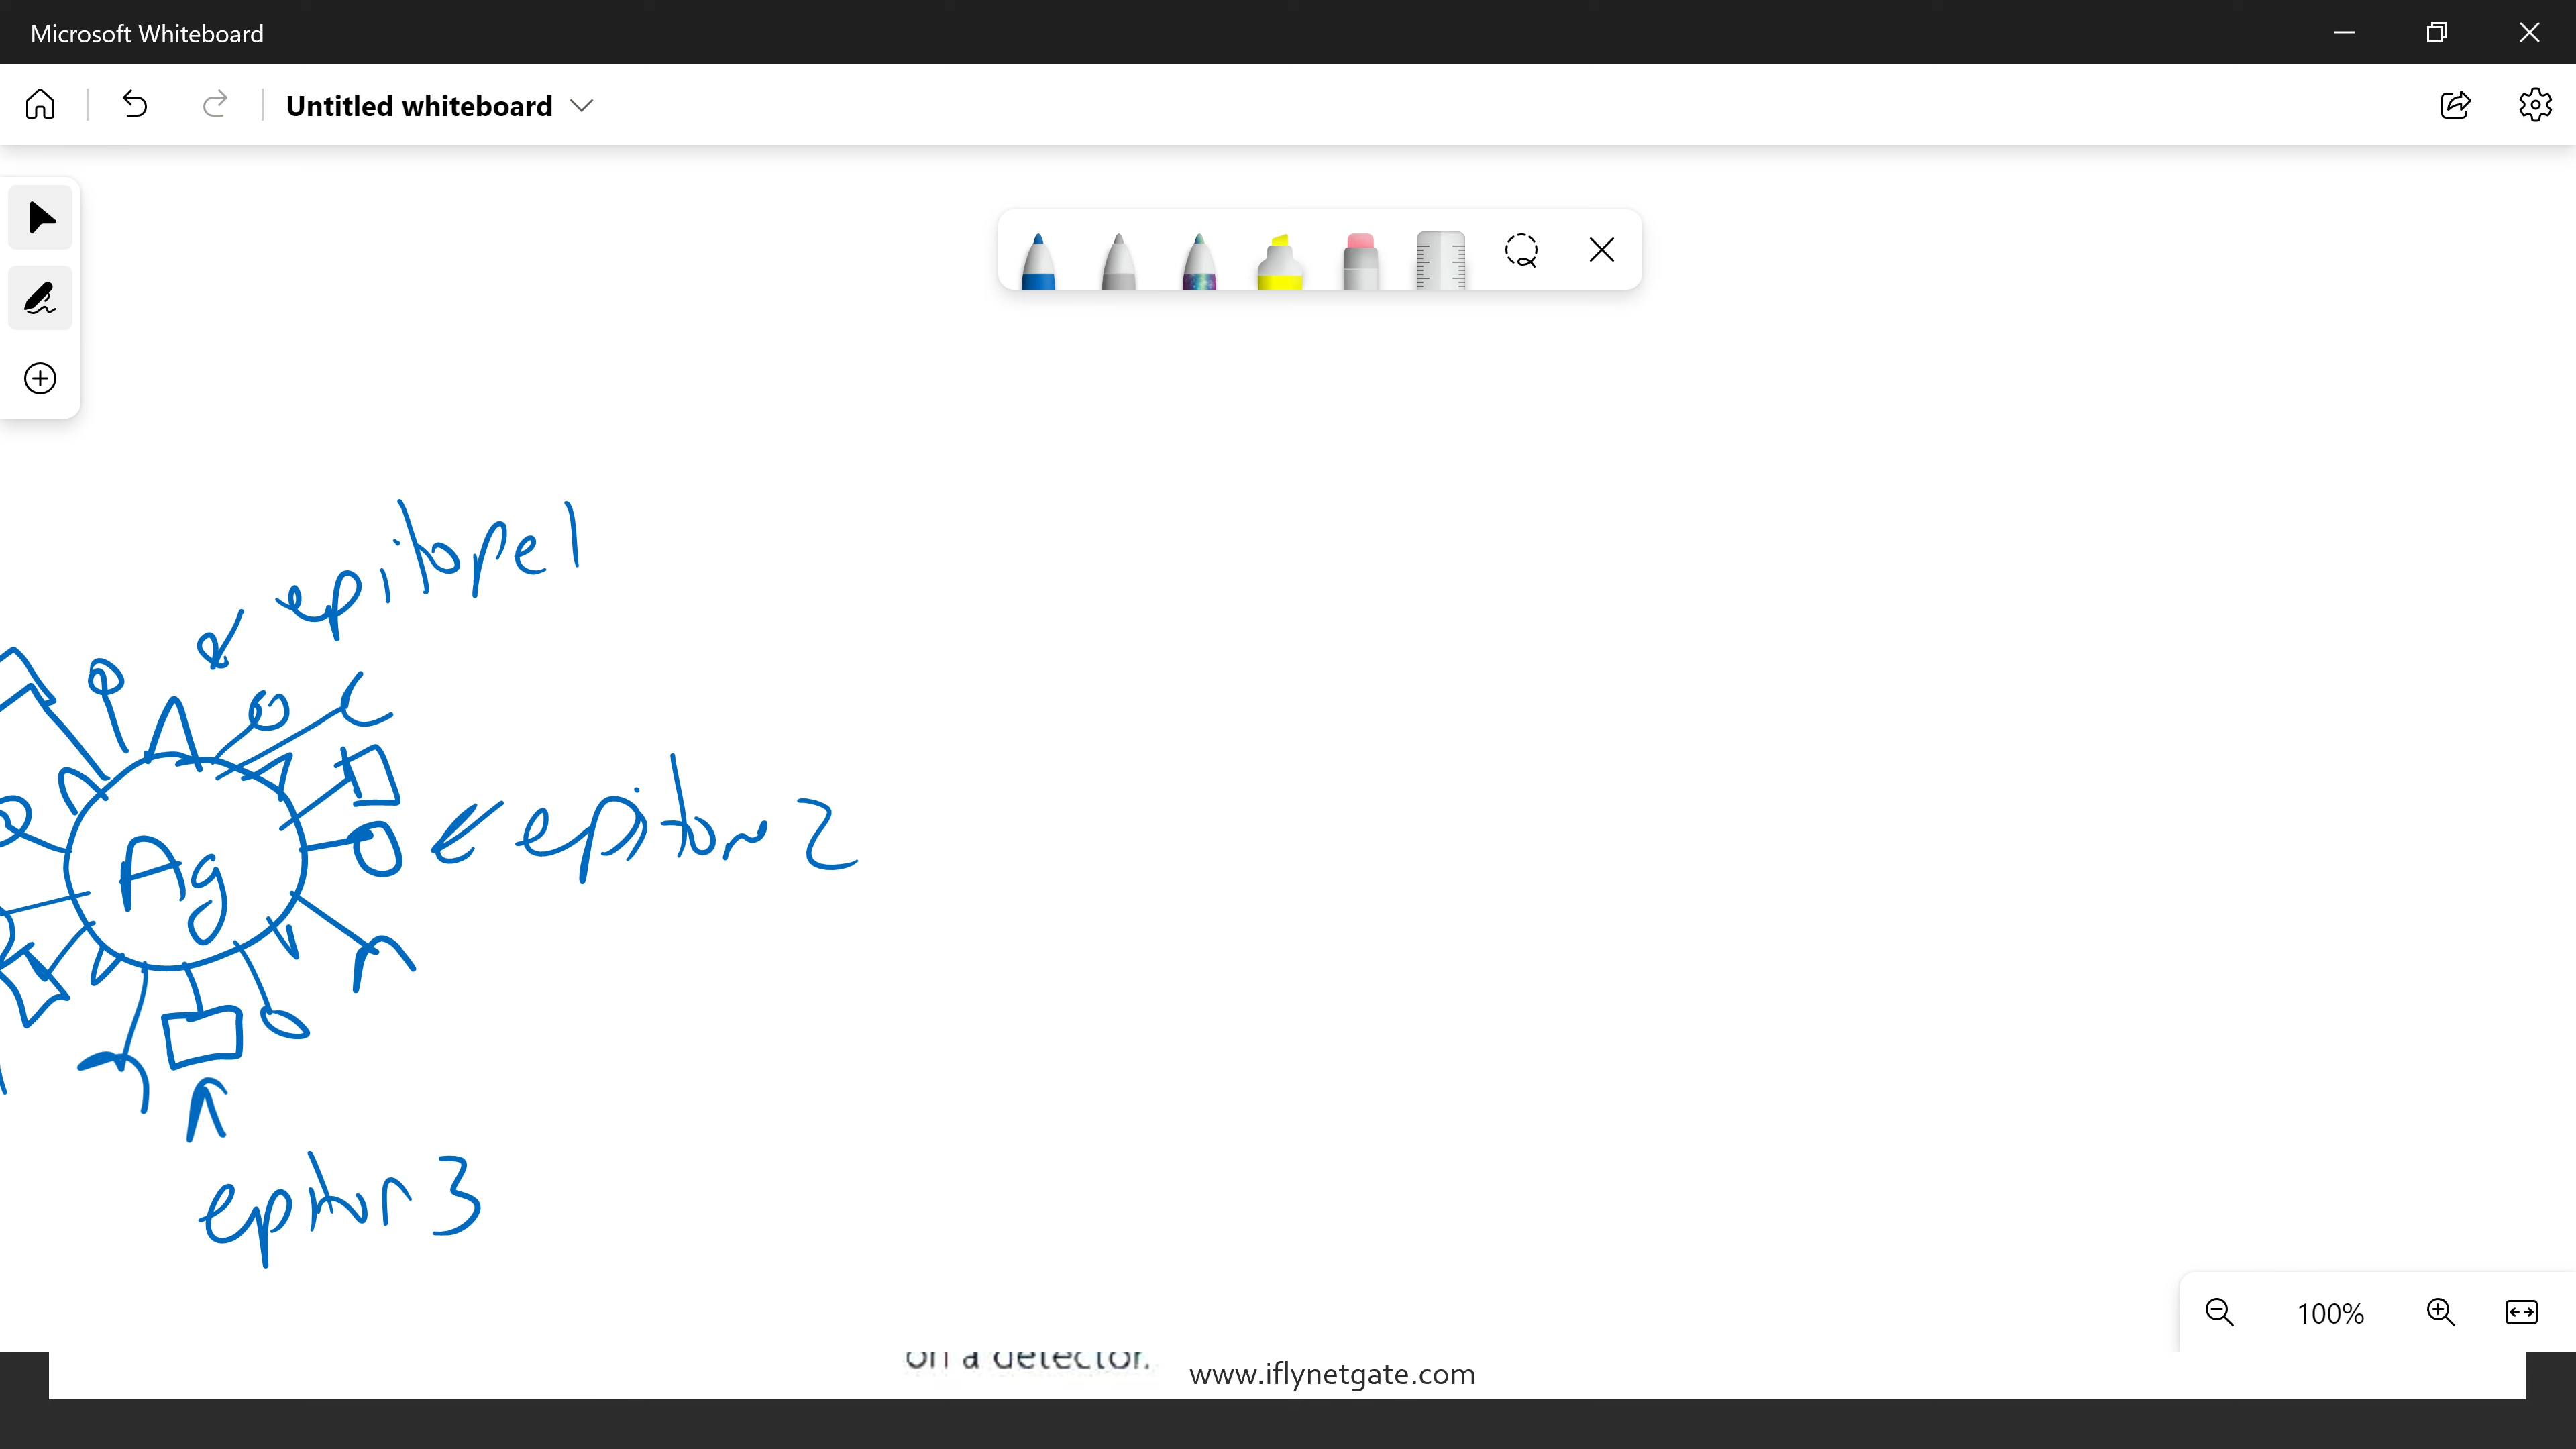 Microsoft Whiteboard
Untitled whiteboard
epitope 1
epitope 2
Ag
epitope 3
100%
on a detector.
www.iflynetgate.com